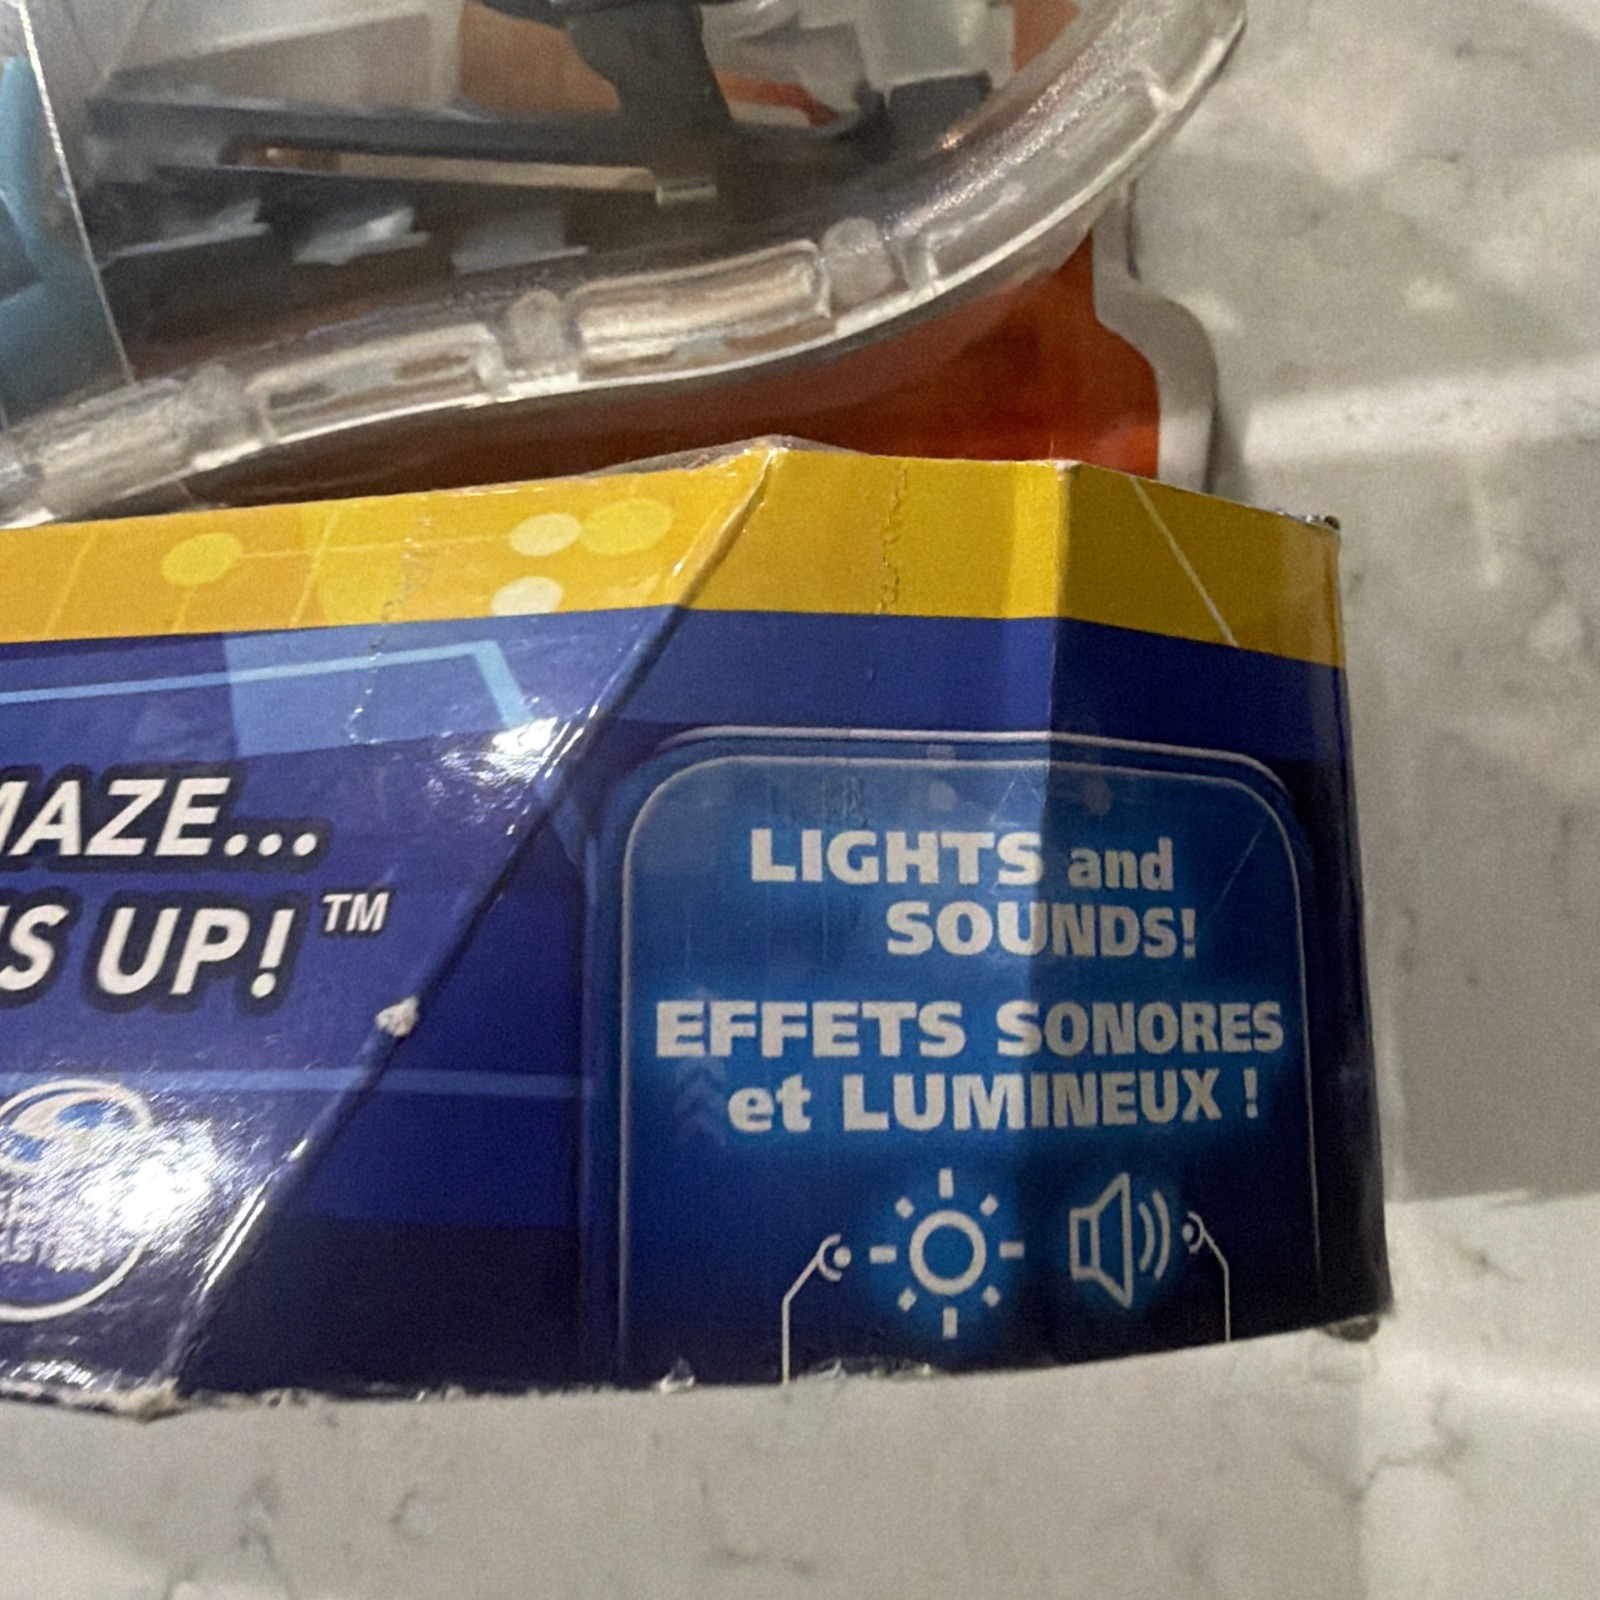 MAZE...
S UP!™
LIGHTS and
SOUNDS!
EFFETS SONORES
et LUMINEUX !